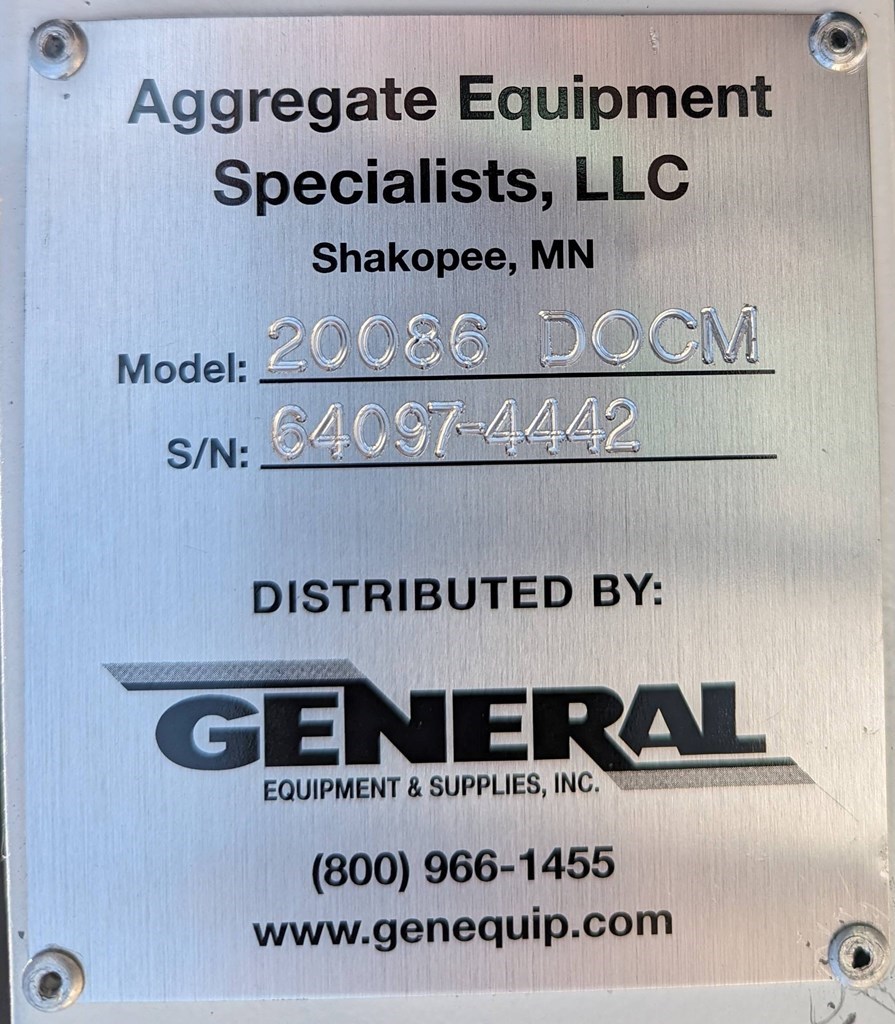 Aggregate Equipment
Specialists, LLC
Shakopee, MN
Model: 20086 DOCM
S/N: 64097-4442
DISTRIBUTED BY:
GENERAL
EQUIPMENT & SUPPLIES, INC.
(800) 966-1455
www.genequip.com